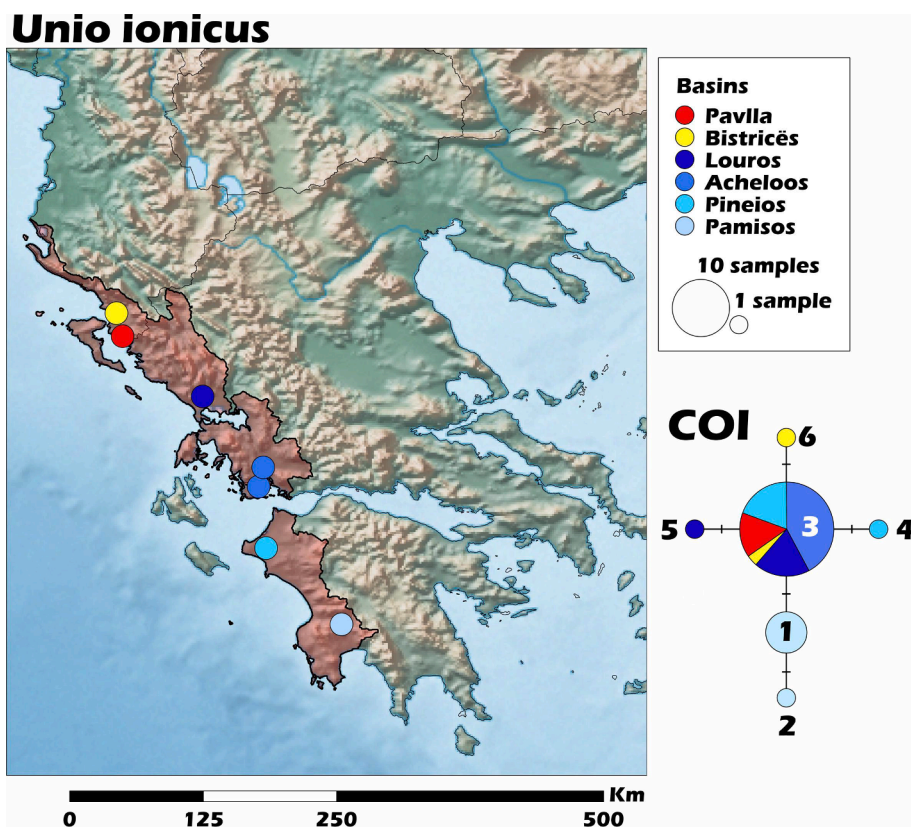 Unio ionicus
Basins
Pavlla
Bistricës
Louros
Acheloos
Pineios
Pamisos
10 samples
1 sample
COI
6
5
3
4
1
2
Km
0
125
250
500